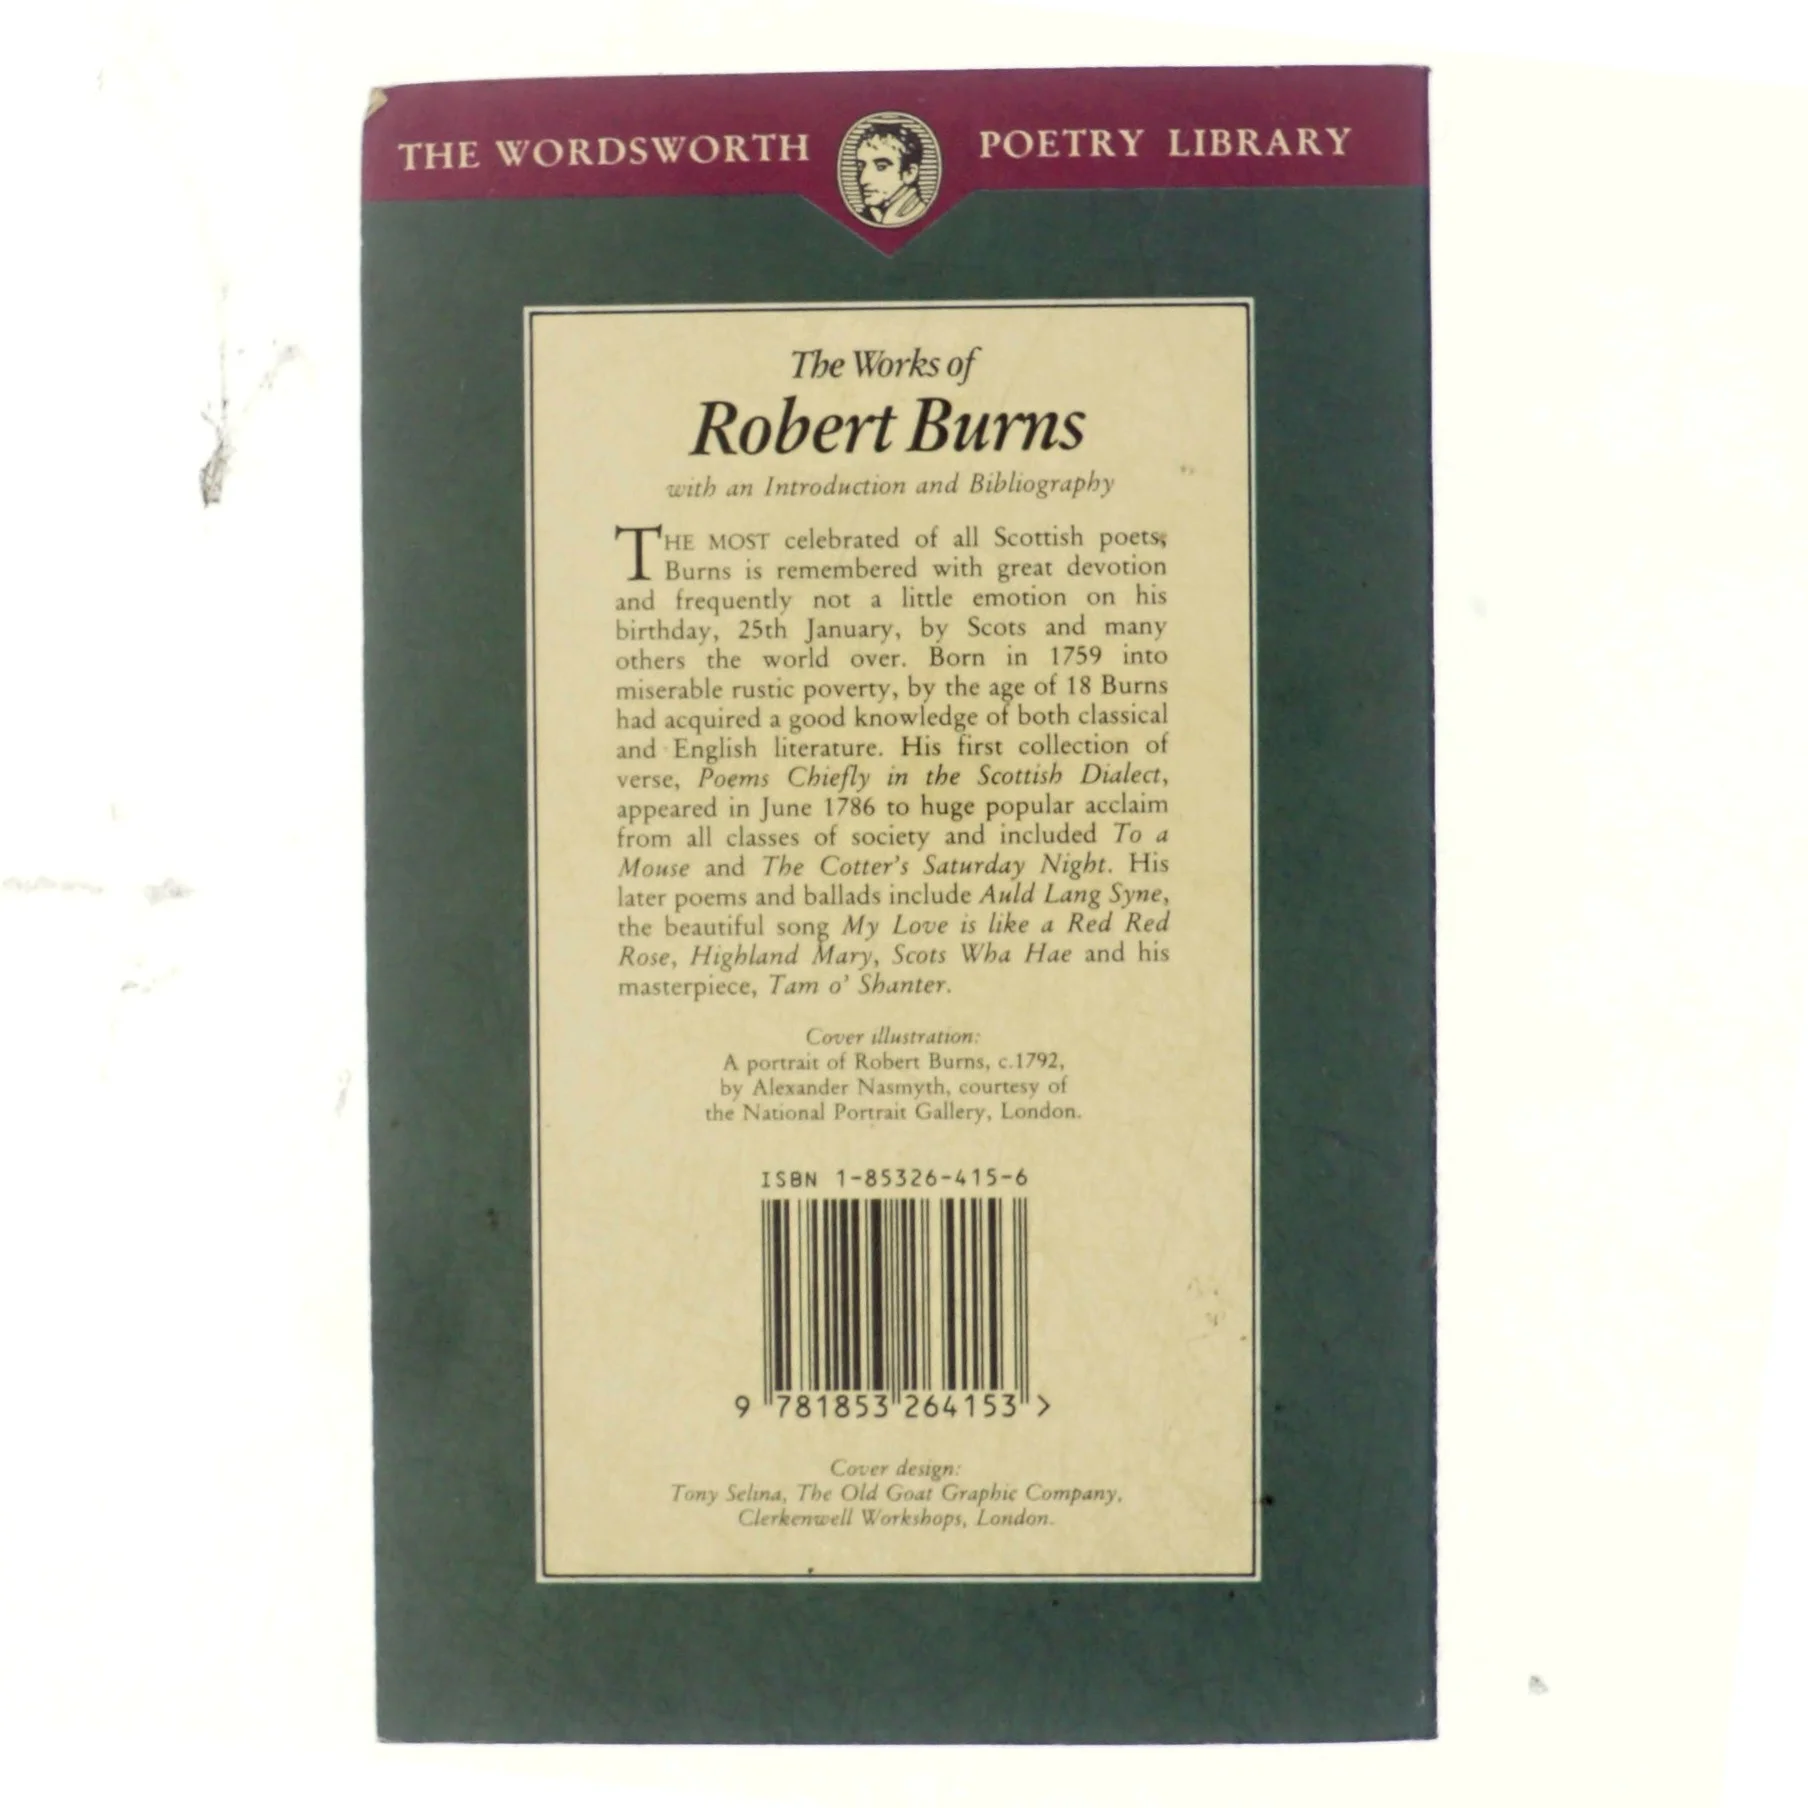 THE WORDSWORTH POETRY LIBRARY
The Works of
Robert Burns
with an Introduction and Bibliography
THE MOST celebrated of all Scottish poets,
Burns is remembered with great devotion
and frequently not a little emotion on his
birthday, 25th January, by Scots and many
others the world over. Born in 1759 into
miserable rustic poverty, by the age of 18 Burns
had acquired a good knowledge of both classical
and English literature. His first collection of
verse, Poems Chiefly in the Scottish Dialect,
appeared in June 1786 to huge popular acclaim
from all classes of society and included To a
Mouse and The Cotter's Saturday Night. His
later poems and ballads include Auld Lang Syne,
the beautiful song My Love is like a Red Red
Rose, Highland Mary, Scots Wha Hae and his
masterpiece, Tam o' Shanter.
Cover illustration:
A portrait of Robert Burns, c.1792,
by Alexander Nasmyth, courtesy of
the National Portrait Gallery, London.
ISBN 1-85326-415-6
9 781853 264153 >
Cover design:
Tony Selina, The Old Goat Graphic Company,
Clerkenwell Workshops, London.